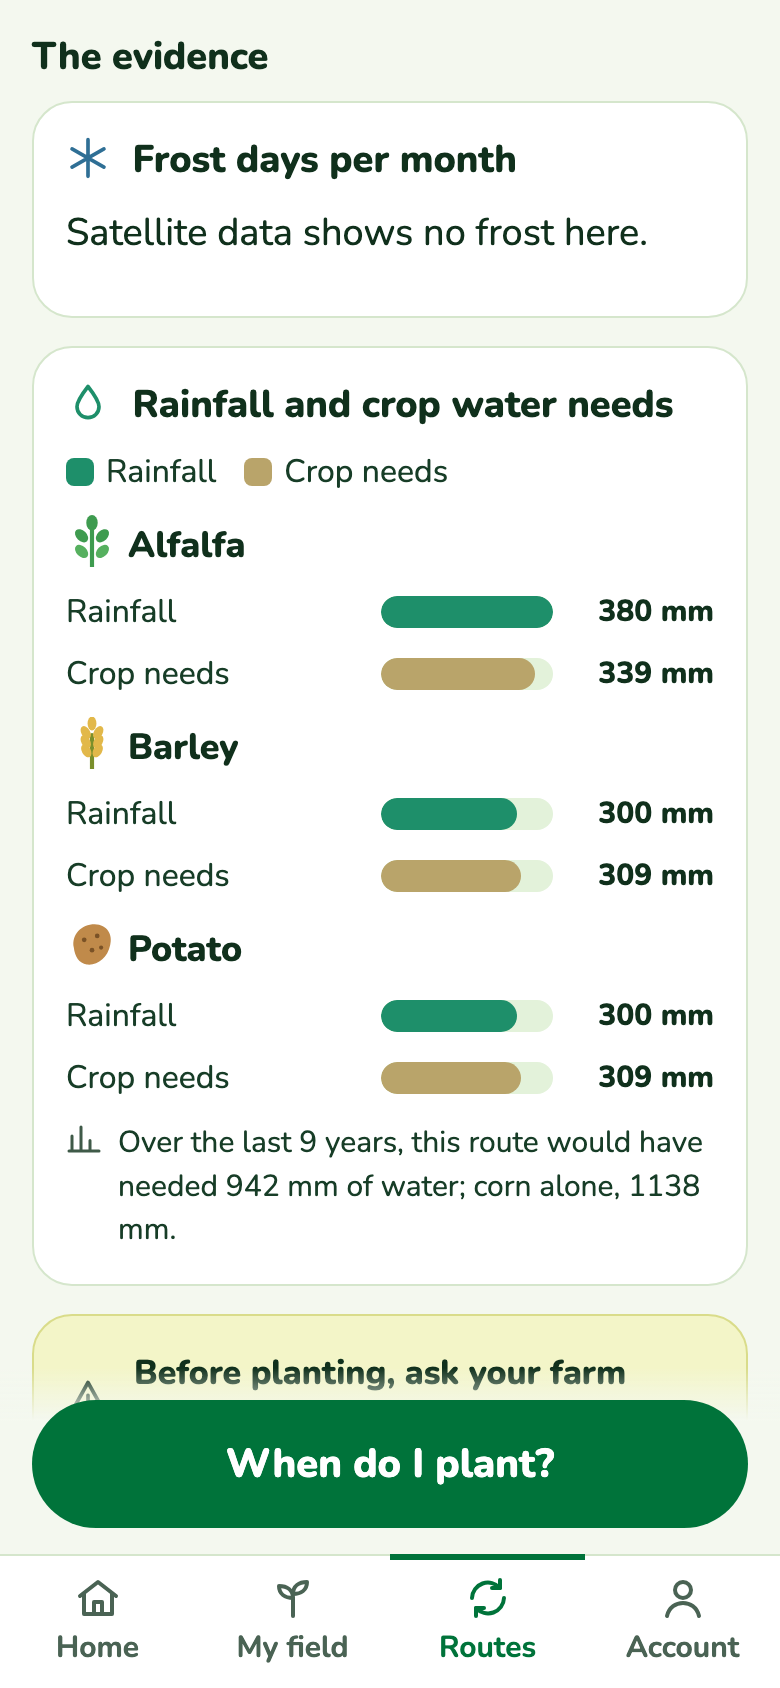 The evidence
Frost days per month
Satellite data shows no frost here.
Rainfall and crop water needs
Rainfall Crop needs
Alfalfa
Rainfall 380 mm
Crop needs 339 mm
Barley
Rainfall 300 mm
Crop needs 309 mm
Potato
Rainfall 300 mm
Crop needs 309 mm
Over the last 9 years, this route would have
needed 942 mm of water; corn alone, 1138
mm.
Before planting, ask your farm
When do I plant?
Home My field Routes Account